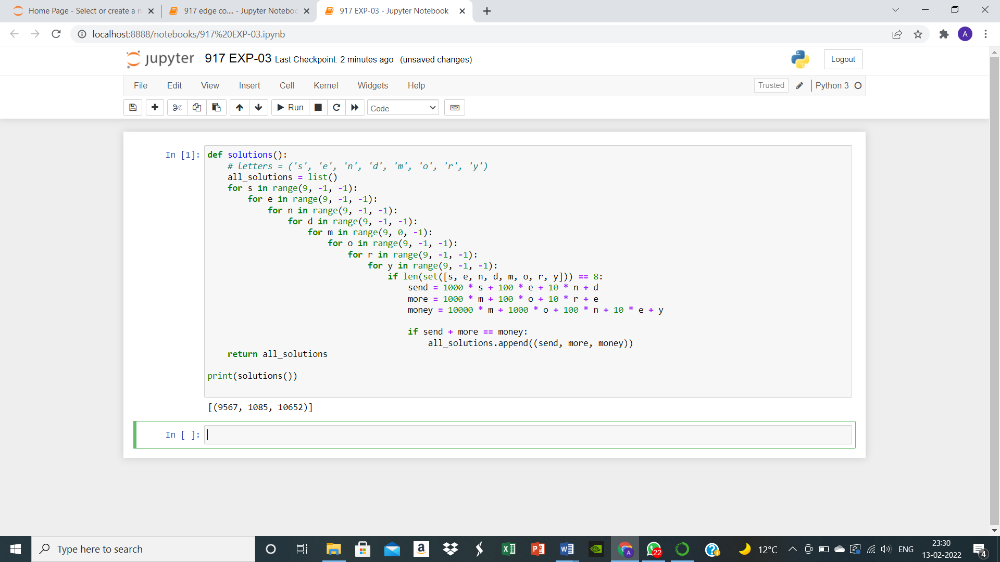 Home Page - Select or create a n
917 edge co.... - Jupyter Noteboo
917 EXP-03 - Jupyter Notebook
localhost:8888/notebooks/917%20EXP-03.ipynb
A
jupyter 917 EXP-03 Last Checkpoint: 2 minutes ago (unsaved changes)
Logout
File Edit View Insert Cell Kernel Widgets Help
Trusted Python 3
Run Code
In [1]: def solutions():
    # letters = ('s', 'e', 'n', 'd', 'm', 'o', 'r', 'y')
    all_solutions = list()
    for s in range(9, -1, -1):
        for e in range(9, -1, -1):
            for n in range(9, -1, -1):
                for d in range(9, -1, -1):
                    for m in range(9, 0, -1):
                        for o in range(9, -1, -1):
                            for r in range(9, -1, -1):
                                for y in range(9, -1, -1):
                                    if len(set([s, e, n, d, m, o, r, y])) == 8:
                                        send = 1000 * s + 100 * e + 10 * n + d
                                        more = 1000 * m + 100 * o + 10 * r + e
                                        money = 10000 * m + 1000 * o + 100 * n + 10 * e + y
                                        if send + more == money:
                                            all_solutions.append((send, more, money))
    return all_solutions
print(solutions())
[(9567, 1085, 10652)]
In [ ]:
Type here to search
22
12°C
ENG
23:30
13-02-2022
4